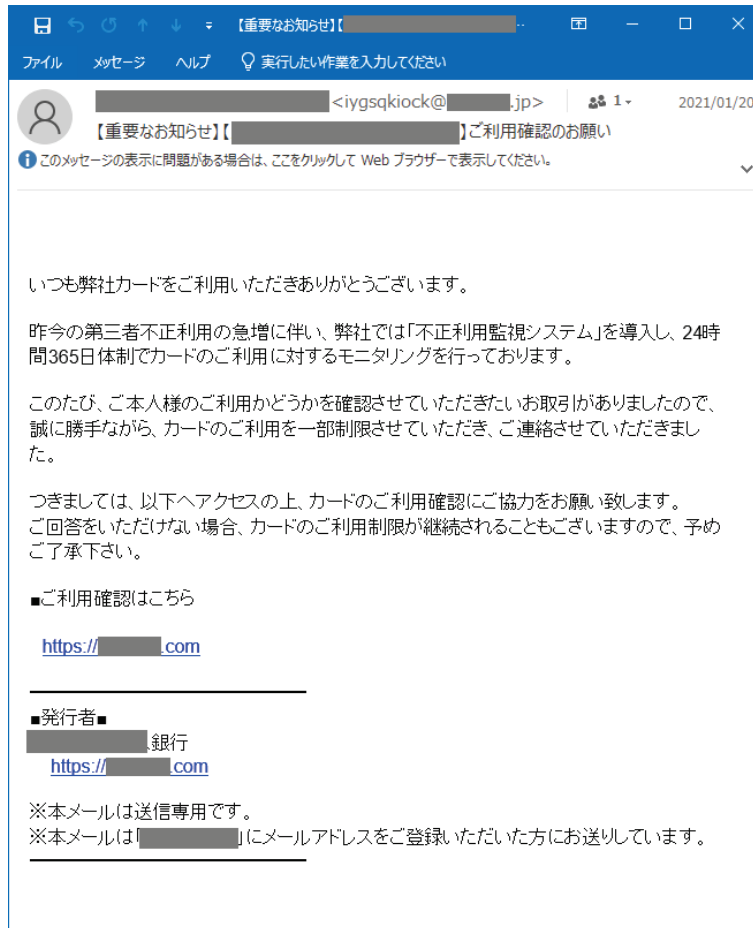 【重要なお知らせ】【 ..
ファイル メッセージ ヘルプ 実行したい作業を入力してください
<iygsqkiock@ .jp> 1 2021/01/20
【重要なお知らせ】【 】ご利用確認のお願い
このメッセージの表示に問題がある場合は、ここをクリックして Web ブラウザーで表示してください。
いつも弊社カードをご利用いただきありがとうございます。
昨今の第三者不正利用の急増に伴い、弊社では「不正利用監視システム」を導入し、24時
間365日体制でカードのご利用に対するモニタリングを行っております。
このたび、ご本人様のご利用かどうかを確認させていただきたいお取引がありましたので、
誠に勝手ながら、カードのご利用を一部制限させていただき、ご連絡させていただきまし
た。
つきましては、以下へアクセスの上、カードのご利用確認にご協力をお願い致します。
ご回答をいただけない場合、カードのご利用制限が継続されることもございますので、予め
ご了承下さい。
■ご利用確認はこちら
https:// .com
■発行者■
銀行
https:// .com
※本メールは送信専用です。
※本メールは「 」にメールアドレスをご登録いただいた方にお送りしています。